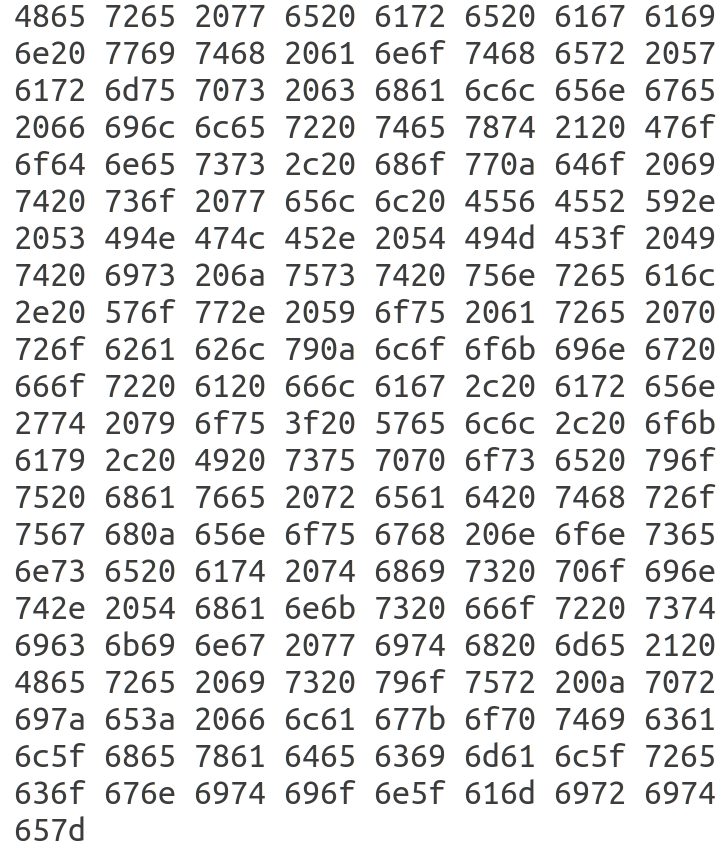 4865 7265 2077 6520 6172 6520 6167 6169
6e20 7769 7468 2061 6e6f 7468 6572 2057
6172 6d75 7073 2063 6861 6c6c 656e 6765
2066 696c 6c65 7220 7465 7874 2120 476f
6f64 6e65 7373 2c20 686f 770a 646f 2069
7420 736f 2077 656c 6c20 4556 4552 592e
2053 494e 474c 452e 2054 494d 453f 2049
7420 6973 206a 7573 7420 756e 7265 616c
2e20 576f 772e 2059 6f75 2061 7265 2070
726f 6261 626c 790a 6c6f 6f6b 696e 6720
666f 7220 6120 666c 6167 2c20 6172 656e
2774 2079 6f75 3f20 5765 6c6c 2c20 6f6b
6179 2c20 4920 7375 7070 6f73 6520 796f
7520 6861 7665 2072 6561 6420 7468 726f
7567 680a 656e 6f75 6768 206e 6f6e 7365
6e73 6520 6174 2074 6869 7320 706f 696e
742e 2054 6861 6e6b 7320 666f 7220 7374
6963 6b69 6e67 2077 6974 6820 6d65 2120
4865 7265 2069 7320 796f 7572 200a 7072
697a 653a 2066 6c61 677b 6f70 7469 6361
6c5f 6865 7861 6465 6369 6d61 6c5f 7265
636f 676e 6974 696f 6e5f 616d 6972 6974
657d